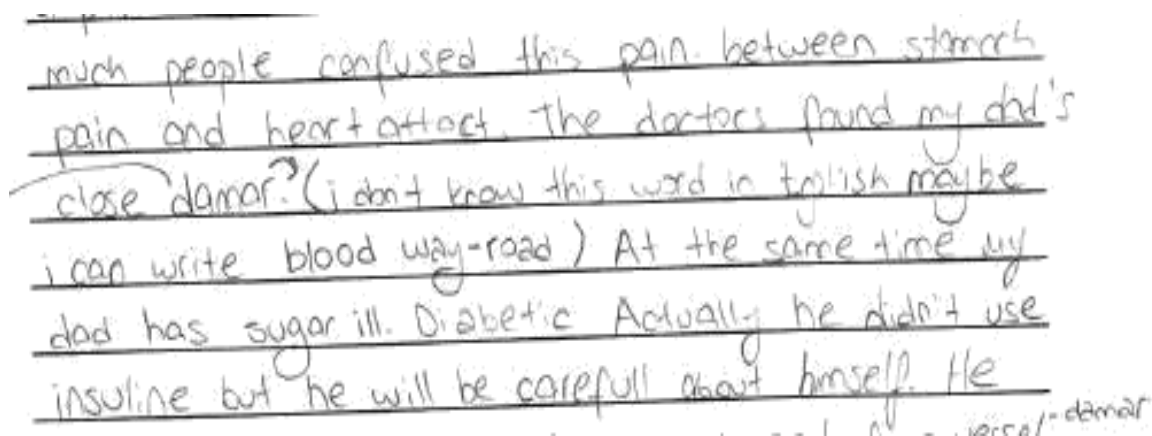 much people confused this pain between stomach
pain and heart attact. The doctors found my dad's
close "damar"? (i don't know this word in English maybe
i can write blood way-road) At the same time my
dad has sugar ill. Diabetic Actually he didn't use
insuline but he will be carefull about himself. He
damar